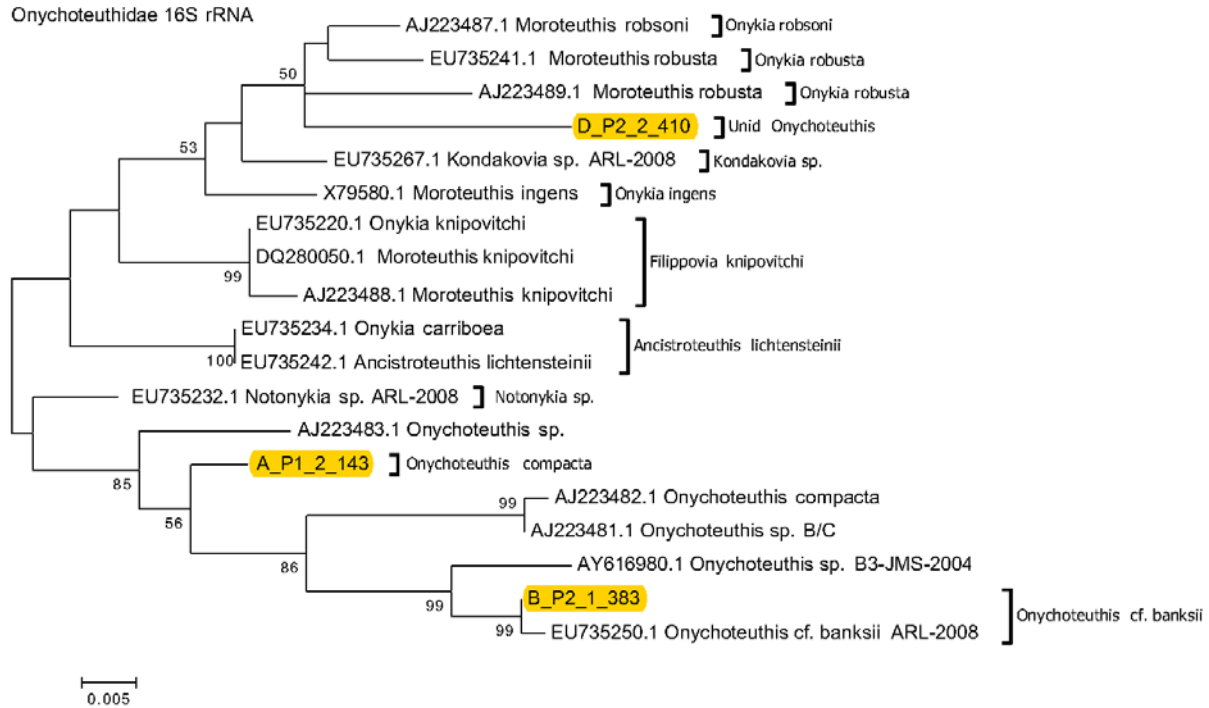 Onychoteuthidae 16S rRNA
AJ223487.1 Moroteuthis robsoni Onykia robsoni
EU735241.1 Moroteuthis robusta Onykia robusta
50
AJ223489.1 Moroteuthis robusta Onykia robusta
D_P2_2_410 Unid Onychoteuthis
53
EU735267.1 Kondakovia sp. ARL-2008 Kondakovia sp.
X79580.1 Moroteuthis ingens Onykia ingens
EU735220.1 Onykia knipovitchi
DQ280050.1 Moroteuthis knipovitchi Filippovia knipovitchi
99
AJ223488.1 Moroteuthis knipovitchi
EU735234.1 Onykia carriboea
Ancistroteuthis lichtensteinii
100 EU735242.1 Ancistroteuthis lichtensteinii
EU735232.1 Notonykia sp. ARL-2008 Notonykia sp.
AJ223483.1 Onychoteuthis sp.
A_P1_2_143 Onychoteuthis compacta
85
99 AJ223482.1 Onychoteuthis compacta
56
AJ223481.1 Onychoteuthis sp. B/C
86
AY616980.1 Onychoteuthis sp. B3-JMS-2004
B_P2_1_383
99
Onychoteuthis cf. banksii
99 EU735250.1 Onychoteuthis cf. banksii ARL-2008
0.005